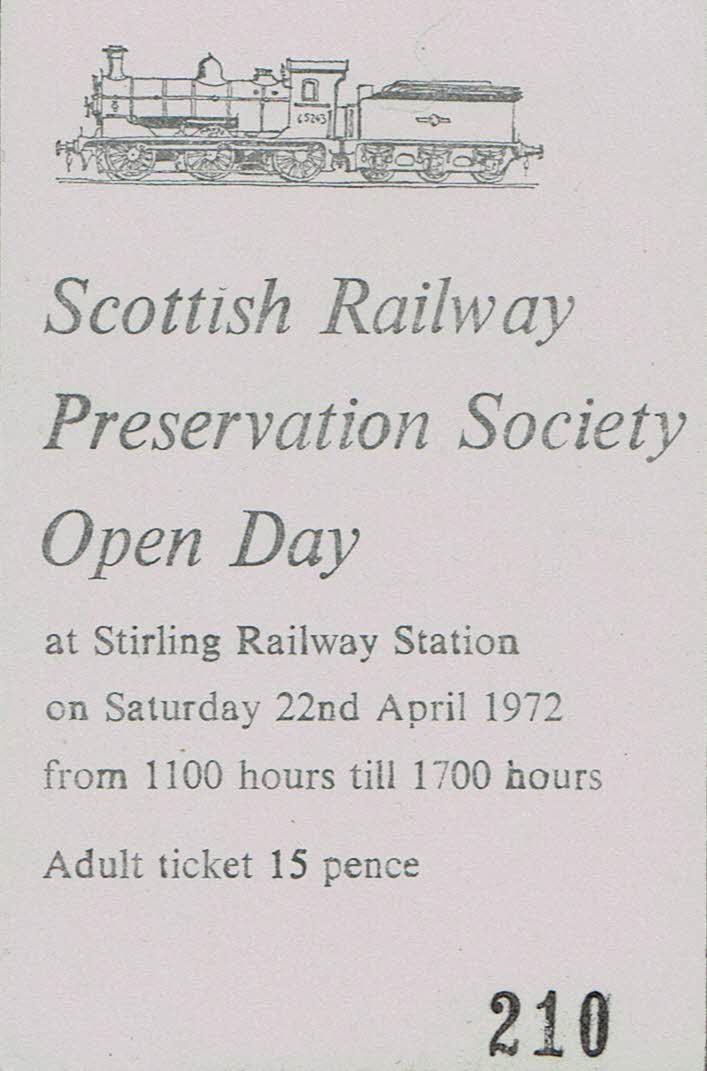 65243
Scottish Railway
Preservation Society
Open Day
at Stirling Railway Station
on Saturday 22nd April 1972
from 1100 hours till 1700 hours
Adult ticket 15 pence
210